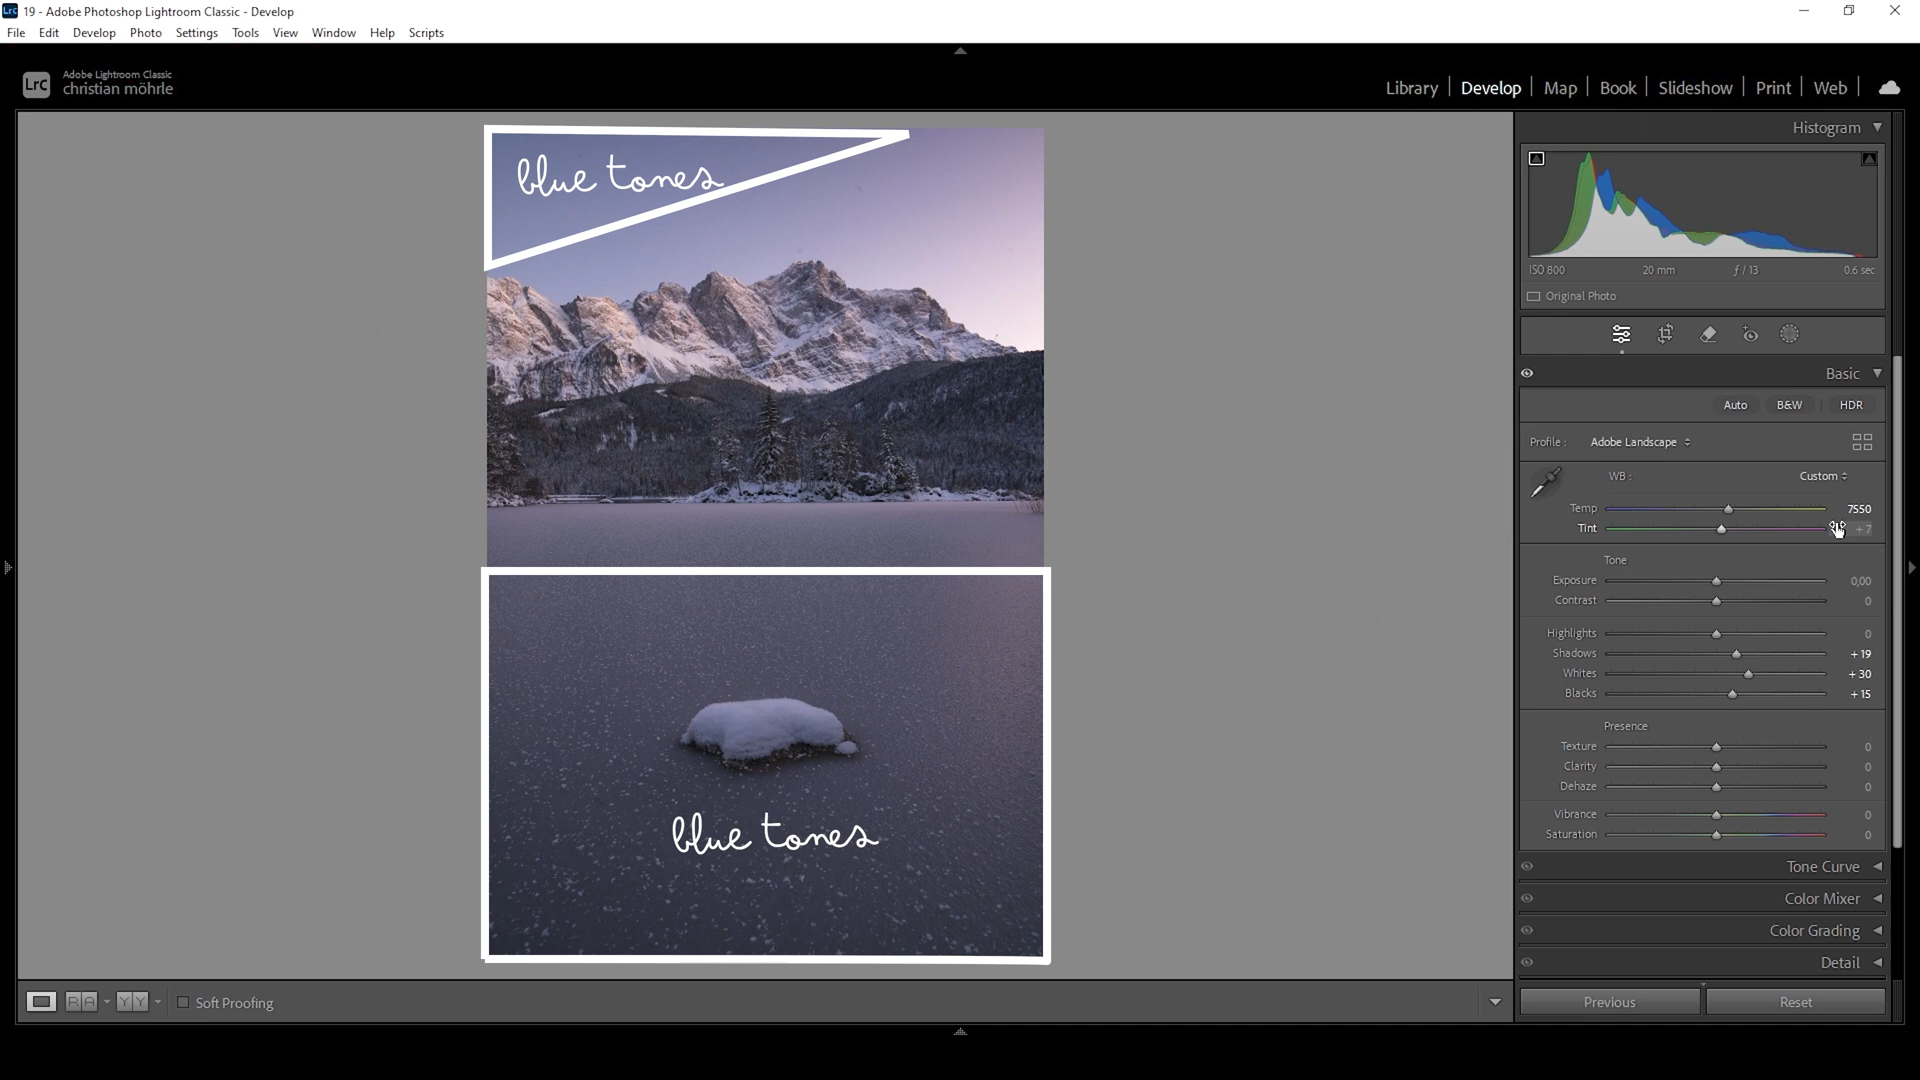 19 - Adobe Photoshop Lightroom Classic - Develop
File Edit Develop Photo Settings Tools View Window Help Scripts
LrC
Adobe Lightroom Classic
christian möhrle
Library | Develop | Map | Book | Slideshow | Print | Web
Histogram
ISO 800 20 mm ƒ / 13 0.6 sec
Original Photo
Basic
Auto B&W HDR
Profile : Adobe Landscape
WB : Custom
Temp 7550
Tint + 7
Tone
Exposure 0,00
Contrast 0
Highlights 0
Shadows + 19
Whites + 30
Blacks + 15
Presence
Texture 0
Clarity 0
Dehaze 0
Vibrance 0
Saturation 0
Tone Curve
Color Mixer
Color Grading
Detail
Previous Reset
blue tones
blue tones
R A Y Y Soft Proofing